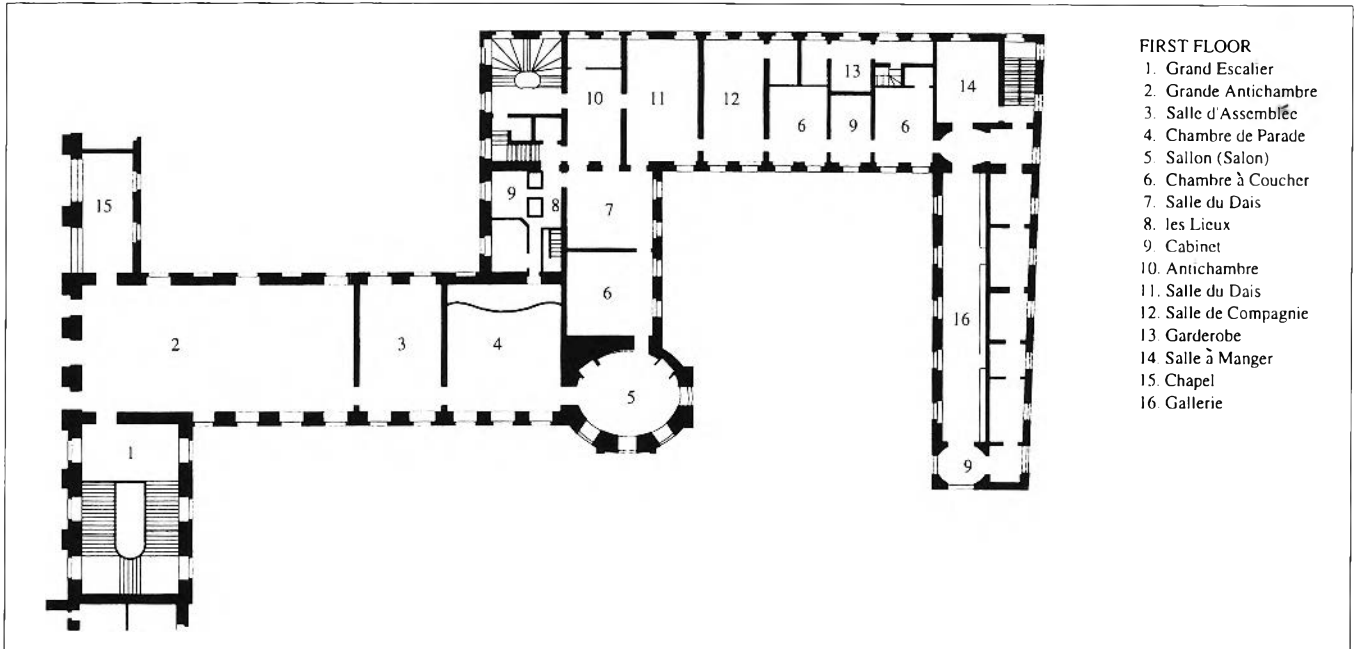 FIRST FLOOR
1. Grand Escalier
2. Grande Antichambre
3. Salle d'Assemblée
4. Chambre de Parade
5. Sallon (Salon)
6. Chambre à Coucher
7. Salle du Dais
8. les Lieux
9. Cabinet
10. Antichambre
11. Salle du Dais
12. Salle de Compagnie
13. Garderobe
14. Salle à Manger
15. Chapel
16. Gallerie
10 11 12 13 14
6 9 6
15 9 8 7
6
2 3 4 16
5
1 9